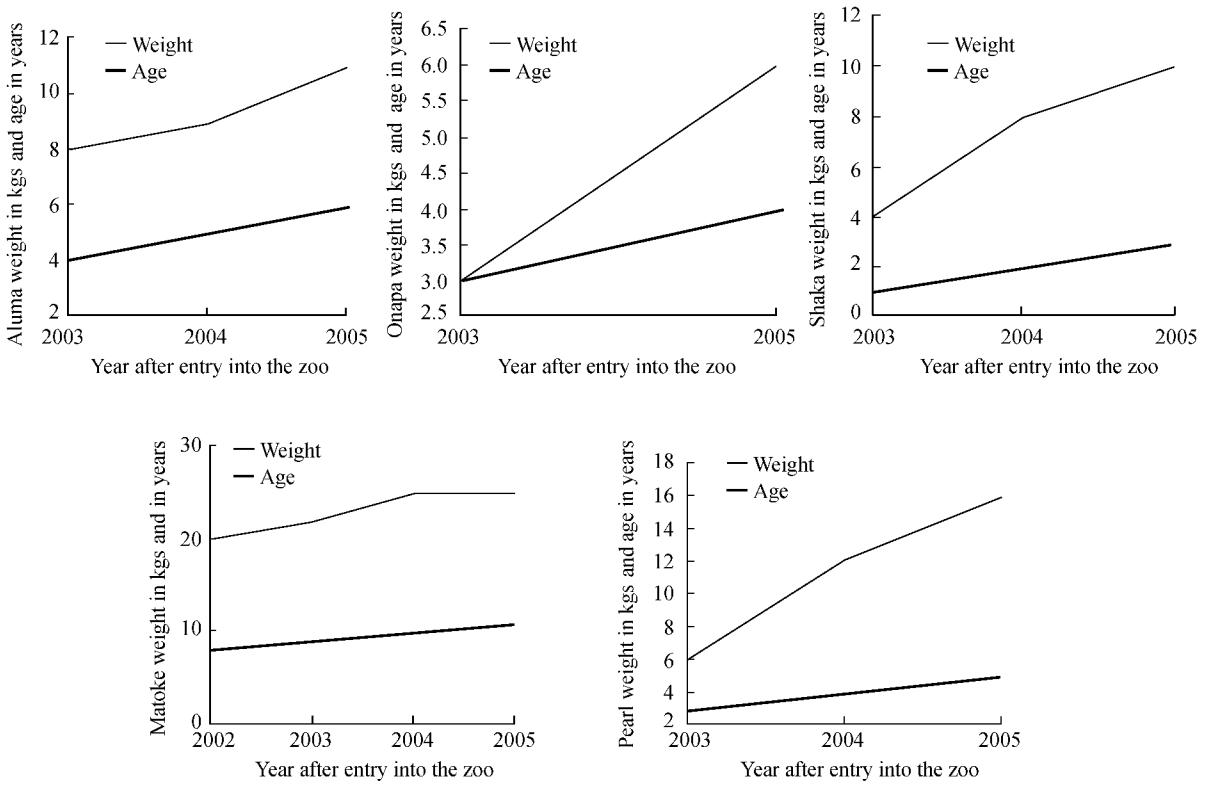 Aluma weight in kgs and age in years
12
10
8
6
4
2
Weight
Age
2003
2004
2005
Year after entry into the zoo
Onapa weight in kgs and age in years
6.5
6.0
5.5
5.0
4.5
4.0
3.5
3.0
2.5
Weight
Age
2003
2005
Year after entry into the zoo
Shaka weight in kgs and age in years
12
10
8
6
4
2
0
Weight
Age
2003
2004
2005
Year after entry into the zoo
Matoke weight in kgs and in years
30
20
10
0
Weight
Age
2002
2003
2004
2005
Year after entry into the zoo
Pearl weight in kgs and age in years
18
16
14
12
10
8
6
4
2
Weight
Age
2003
2004
2005
Year after entry into the zoo